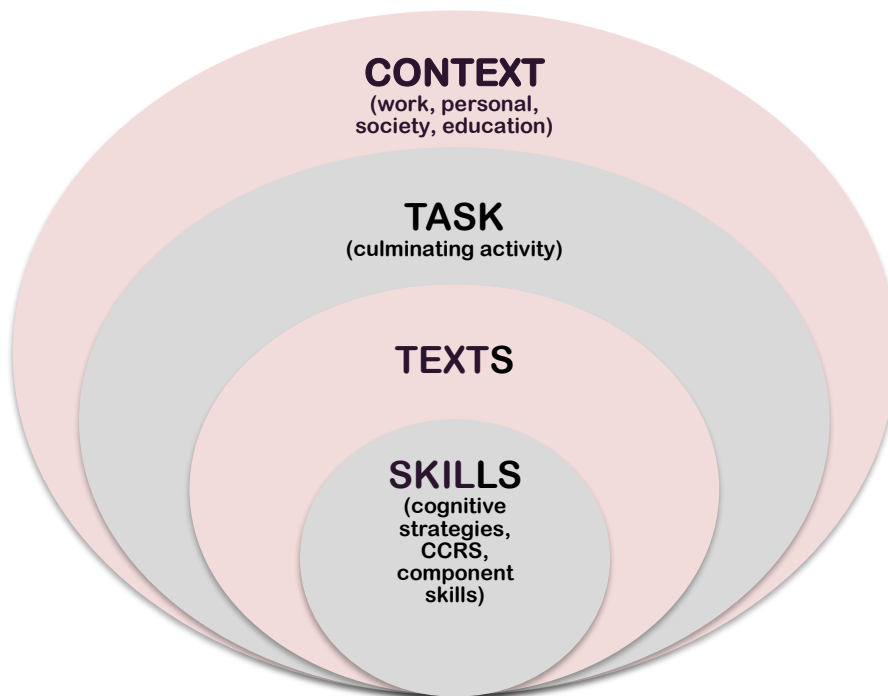 CONTEXT
(work, personal,
society, education)
TASK
(culminating activity)
TEXTS
SKILLS
(cognitive
strategies,
CCRS,
component
skills)